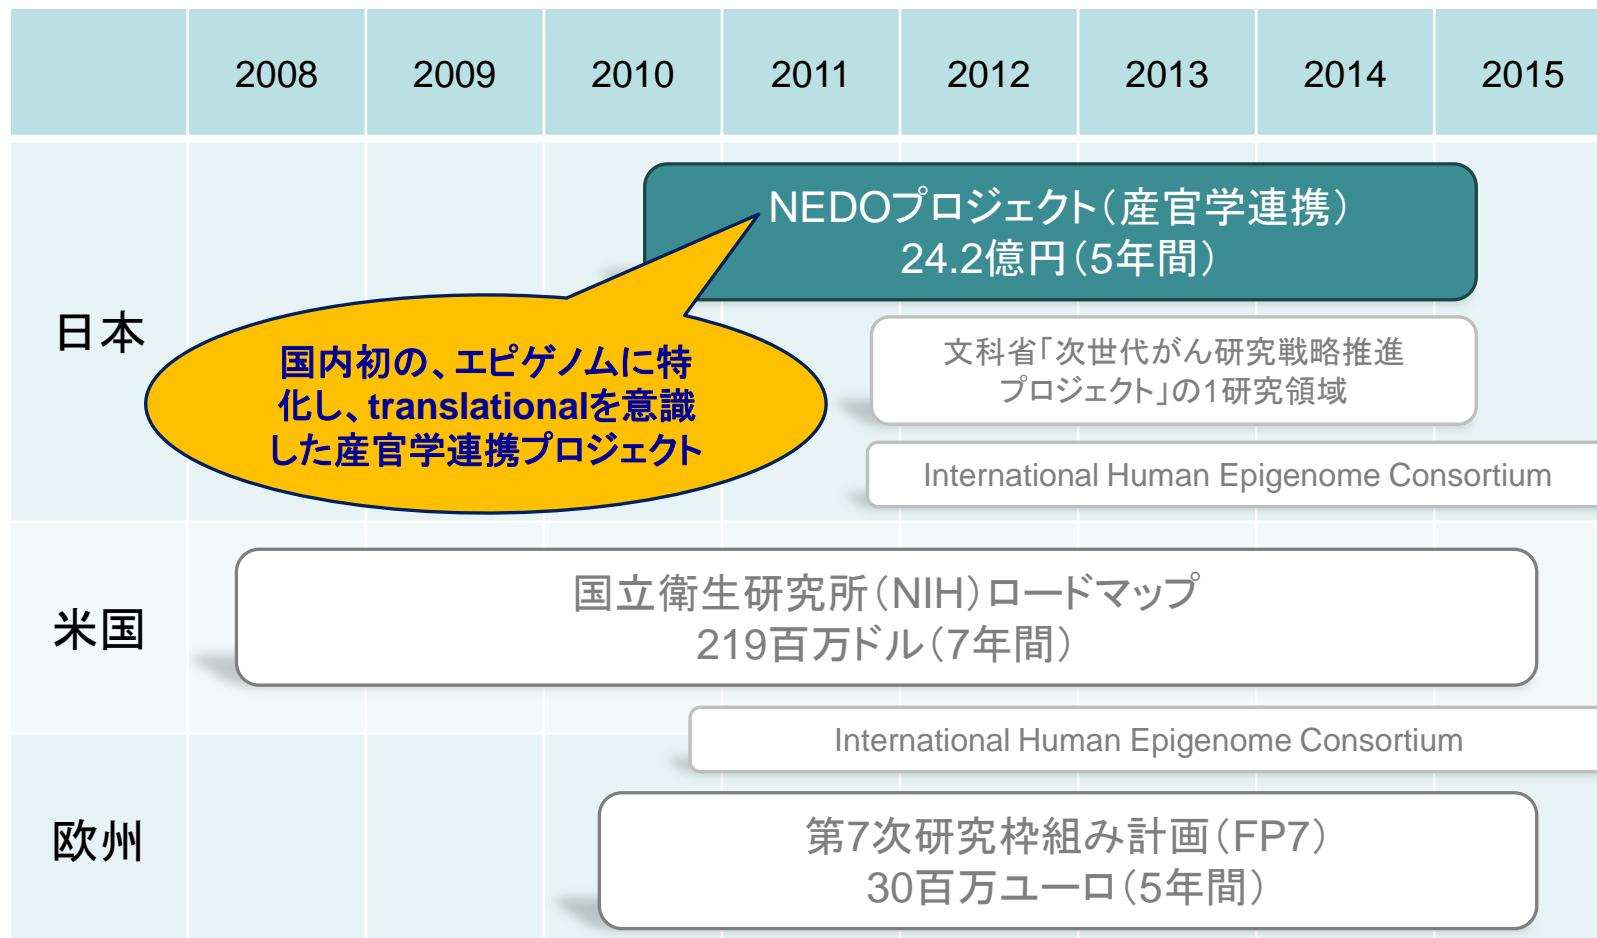 2008 2009 2010 2011 2012 2013 2014 2015
日本
NEDOプロジェクト（産官学連携）
24.2億円（5年間）
国内初の、エピゲノムに特
化し、translationalを意識
した産官学連携プロジェクト
文科省「次世代がん研究戦略推進
プロジェクト」の1研究領域
International Human Epigenome Consortium
米国
国立衛生研究所（NIH）ロードマップ
219百万ドル（7年間）
International Human Epigenome Consortium
欧州
第7次研究枠組み計画（FP7）
30百万ユーロ（5年間）